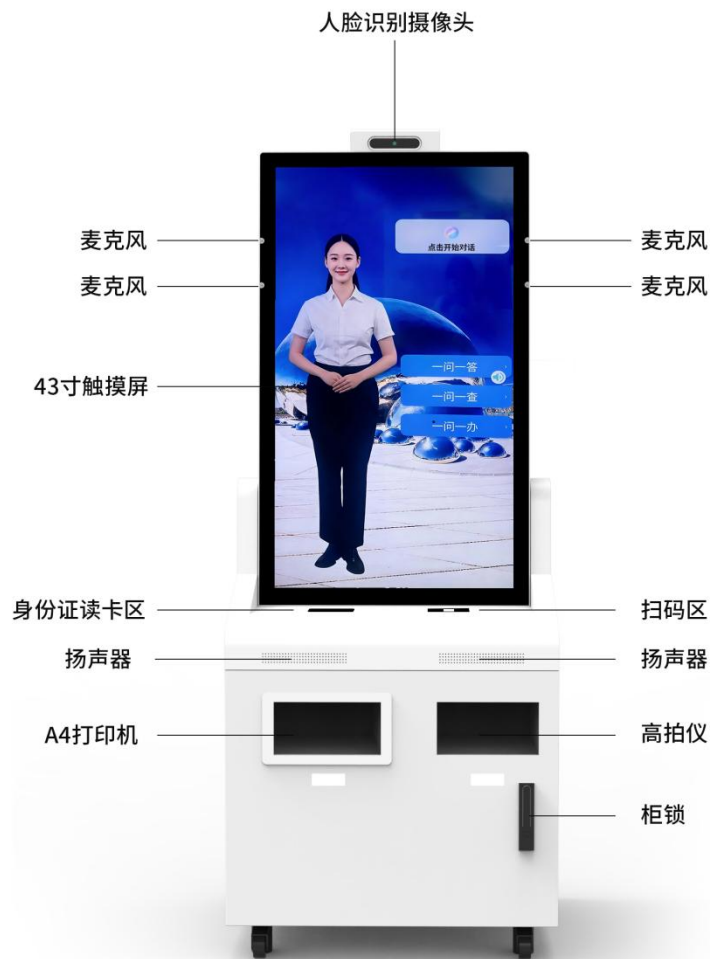 人脸识别摄像头
点击开始对话
麦克风
麦克风
麦克风
麦克风
43寸触摸屏
一问一答
一问一查
一问一办
身份证读卡区
扫码区
扬声器
扬声器
A4打印机
高拍仪
柜锁